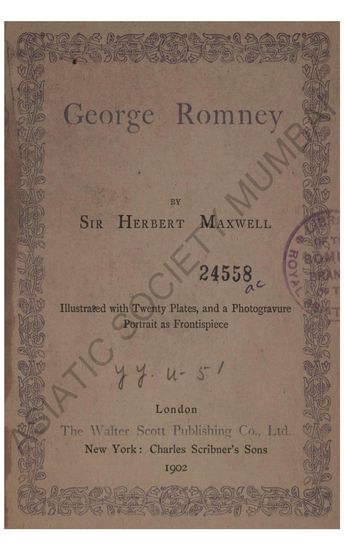 George Romney
BY
SIR HERBERT MAXWELL
24558
ac
Illustrated with Twenty Plates, and a Photogravure
Portrait as Frontispiece
YY. u-51
London
The Walter Scott Publishing Co., Ltd.
New York: Charles Scribner's Sons
1902
ASIATIC SOCIETY MUMBAI